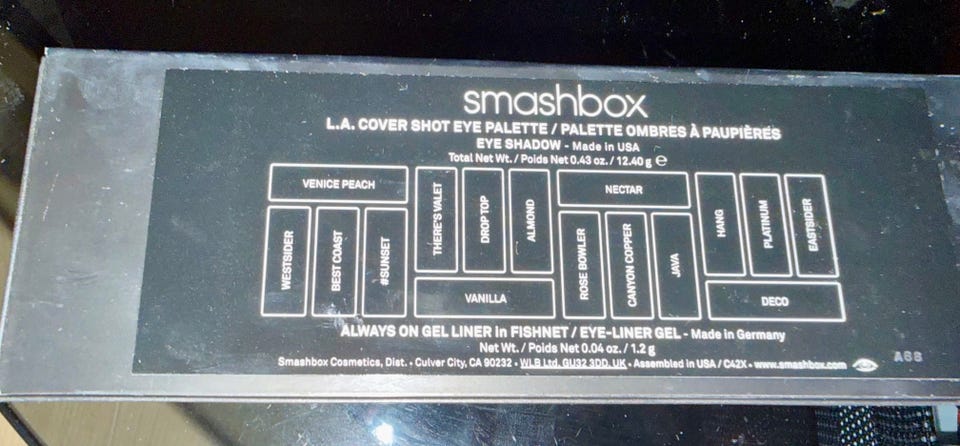 smashbox
L.A. COVER SHOT EYE PALETTE / PALETTE OMBRES À PAUPIÈRES
EYE SHADOW - Made in USA
Total Net Wt. / Poids Net 0.43 oz. / 12.40 g ℮
VENICE PEACH
WESTSIDER
BEST COAST
#SUNSET
THERE'S VALET
DROP TOP
ALMOND
VANILLA
NECTAR
ROSE BOWLER
CANYON COPPER
JAVA
HANG
PLATINUM
EASTSIDER
DECO
ALWAYS ON GEL LINER in FISHNET / EYE-LINER GEL - Made in Germany
Net Wt. / Poids Net 0.04 oz. / 1.2 g
Smashbox Cosmetics, Dist. • Culver City, CA 90232 • WLB Ltd. GU32 3DD, UK • Assembled in USA / C42X • www.smashbox.com
A68